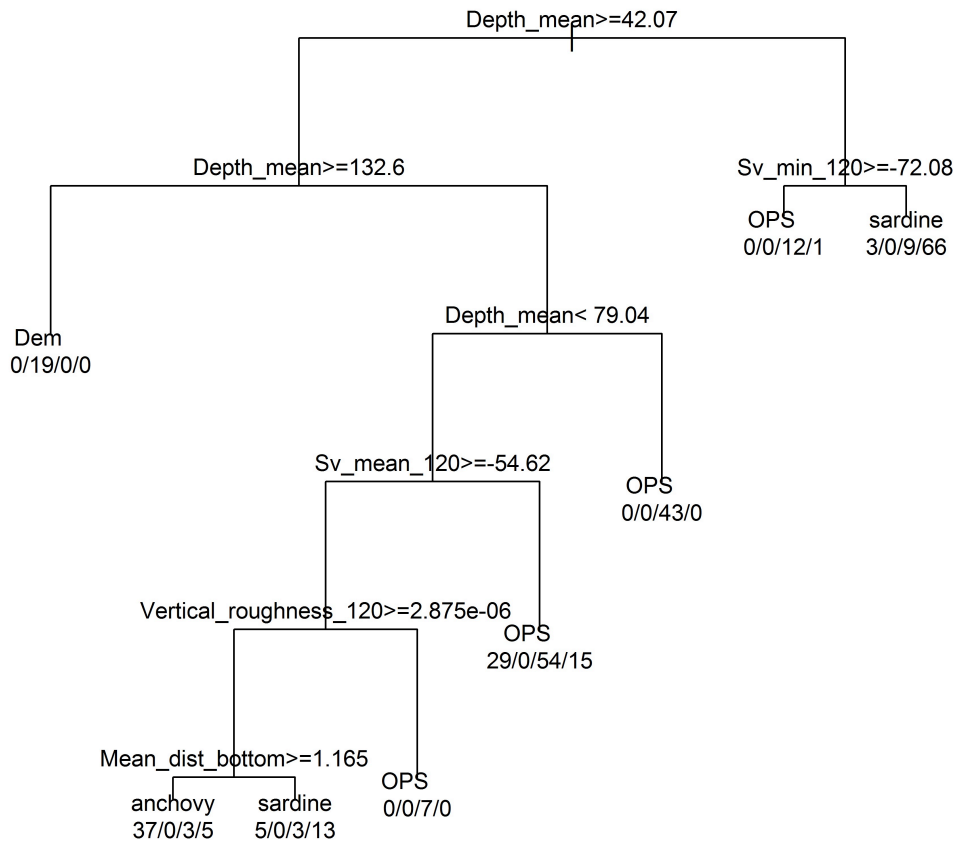 Depth_mean>=42.07
Depth_mean>=132.6
Sv_min_120>=-72.08
OPS
0/0/12/1
sardine
3/0/9/66
Depth_mean< 79.04
Dem
0/19/0/0
Sv_mean_120>=-54.62
OPS
0/0/43/0
Vertical_roughness_120>=2.875e-06
OPS
29/0/54/15
Mean_dist_bottom>=1.165
anchovy
37/0/3/5
sardine
5/0/3/13
OPS
0/0/7/0